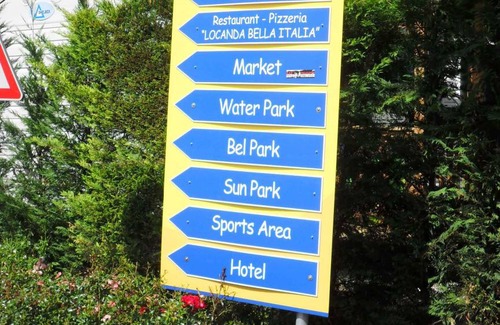 Restaurant - Pizzeria
"LOCANDA BELLA ITALIA"
Market
Water Park
Bel Park
Sun Park
Sports Area
Hotel